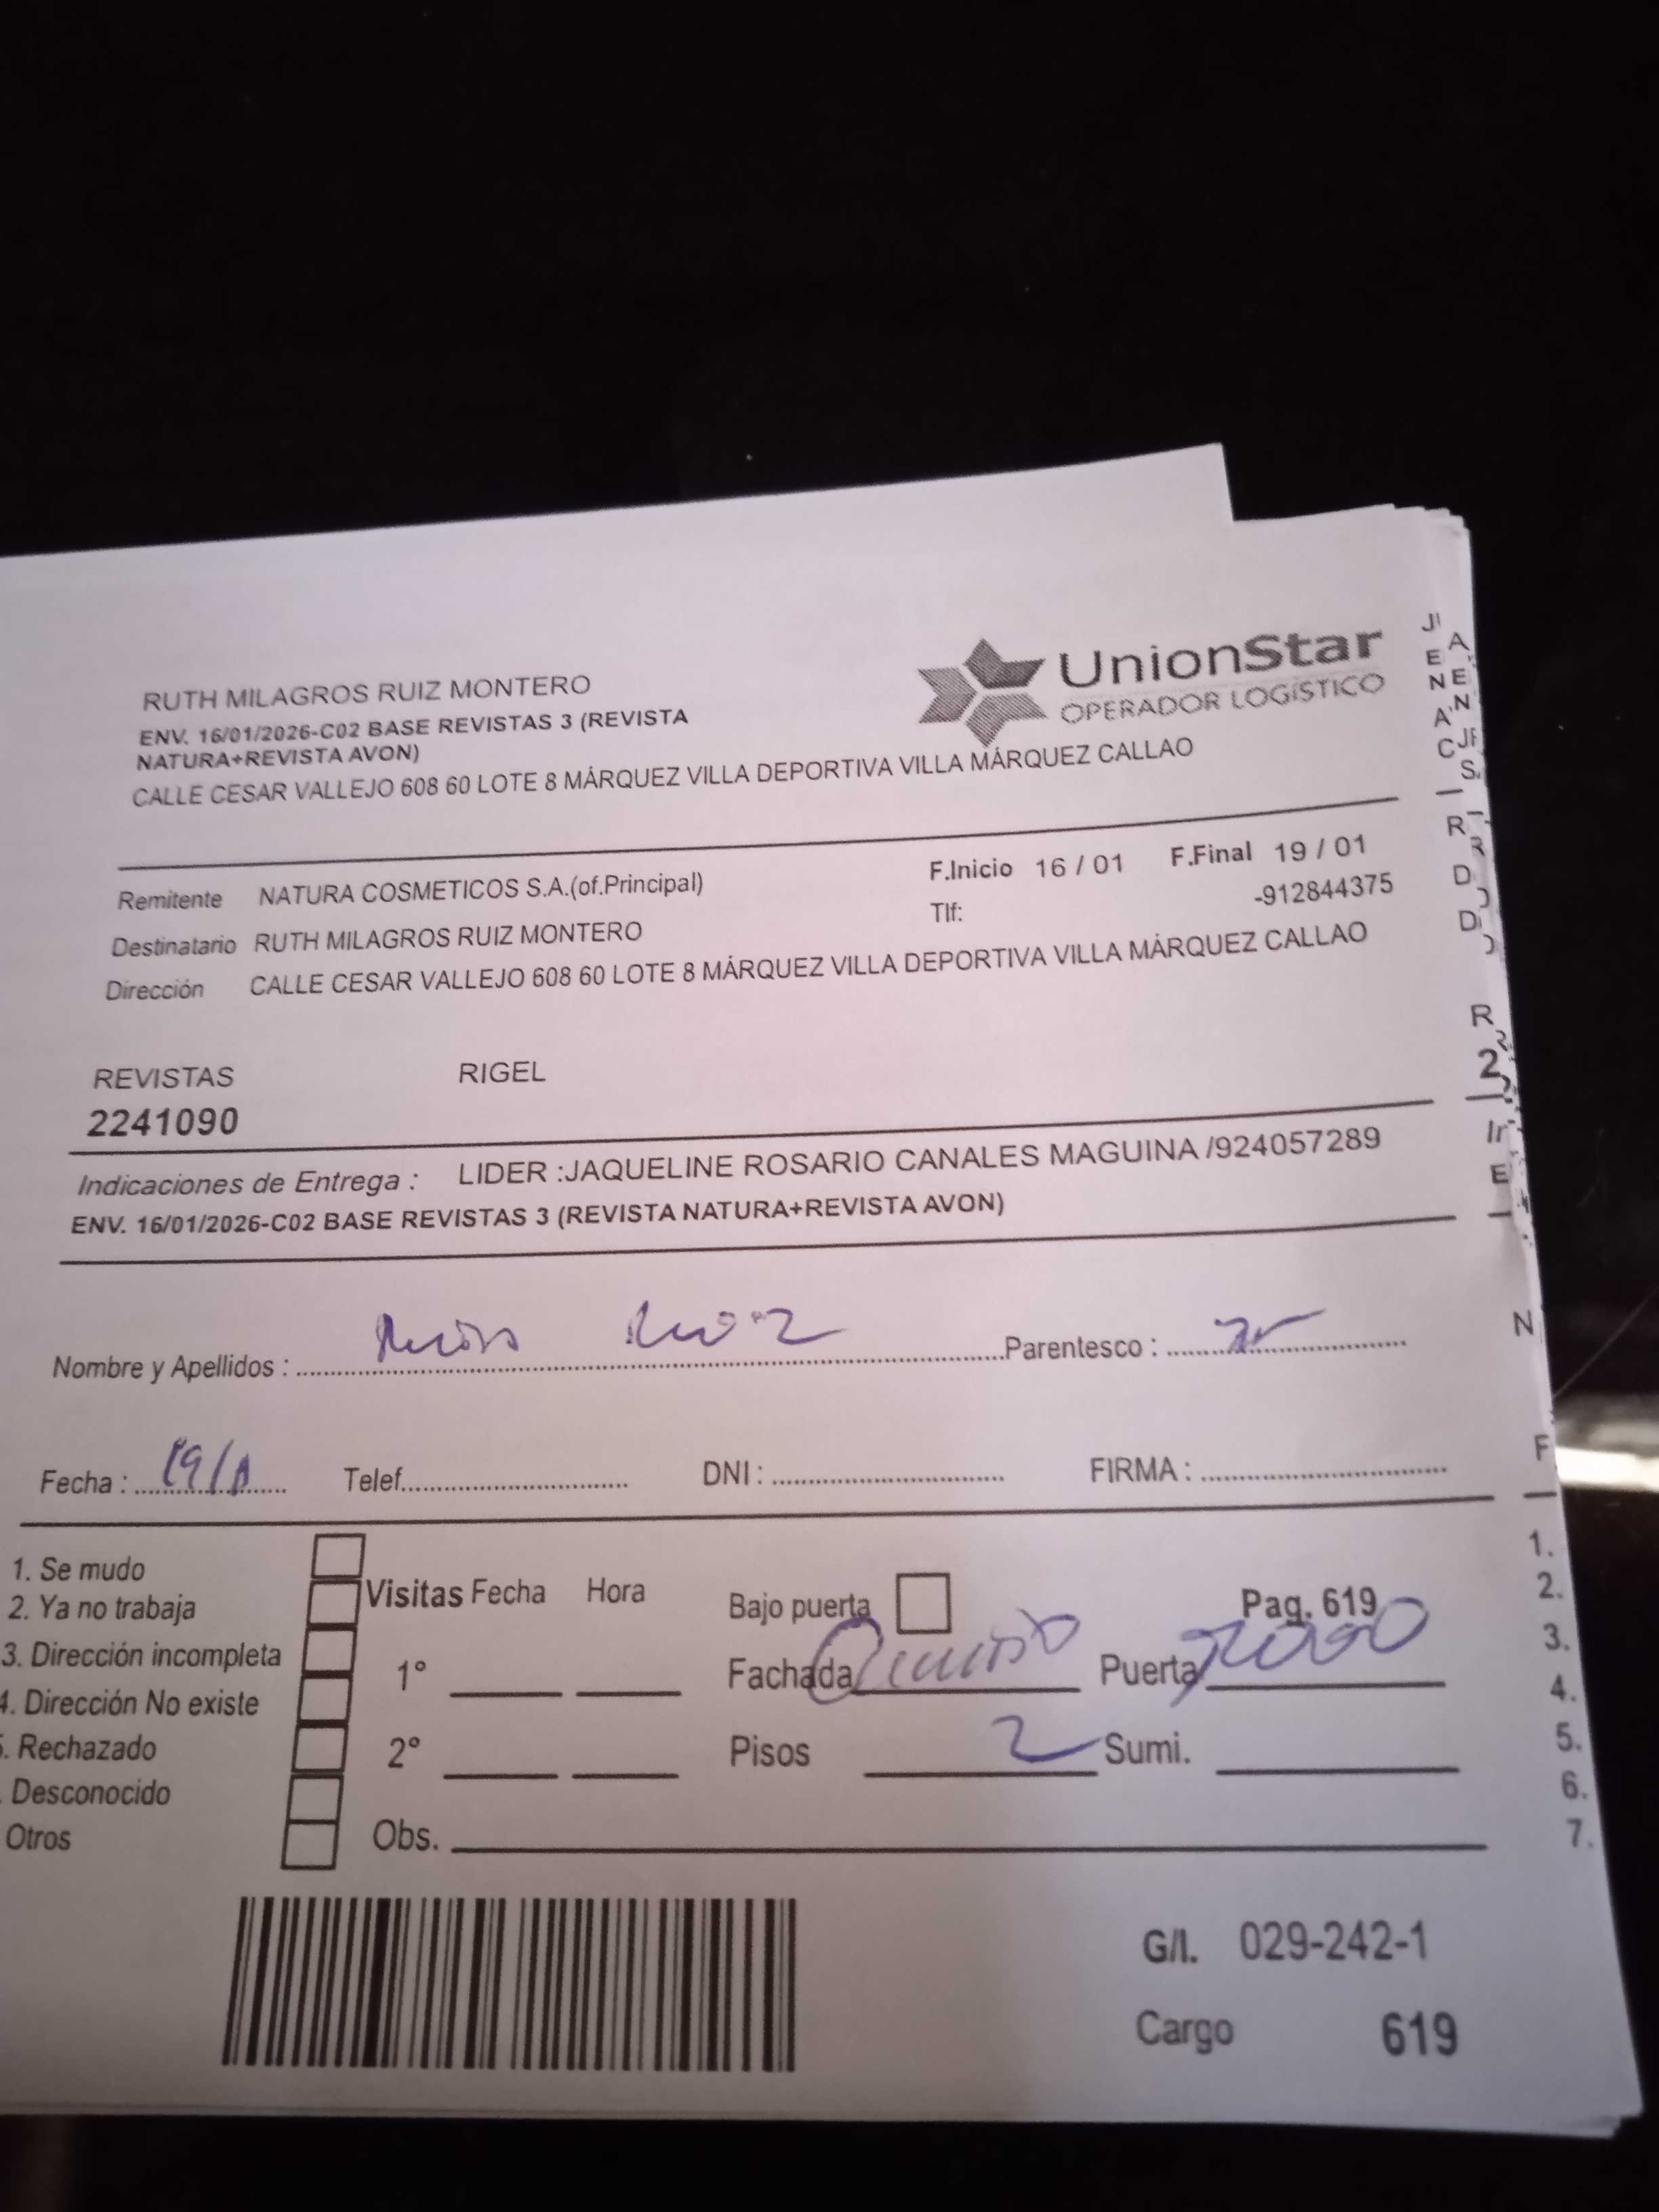 RUTH MILAGROS RUIZ MONTERO
ENV. 16/01/2026-C02 BASE REVISTAS 3 (REVISTA
NATURA+REVISTA AVON)
CALLE CESAR VALLEJO 608 60 LOTE 8 MÁRQUEZ VILLA DEPORTIVA VILLA MÁRQUEZ CALLAO
UnionStar
OPERADOR LOGÍSTICO
Remitente NATURA COSMETICOS S.A.(of.Principal) F.Inicio 16 / 01 F.Final 19 / 01
Tlf: -912844375
Destinatario RUTH MILAGROS RUIZ MONTERO
Dirección CALLE CESAR VALLEJO 608 60 LOTE 8 MÁRQUEZ VILLA DEPORTIVA VILLA MÁRQUEZ CALLAO
REVISTAS RIGEL
2241090
Indicaciones de Entrega : LIDER :JAQUELINE ROSARIO CANALES MAGUINA /924057289
ENV. 16/01/2026-C02 BASE REVISTAS 3 (REVISTA NATURA+REVISTA AVON)
Nombre y Apellidos : Ruiz Parentesco :
Fecha : Telef. DNI : FIRMA :
1. Se mudo
2. Ya no trabaja
3. Dirección incompleta
4. Dirección No existe
. Rechazado
. Desconocido
Otros
Visitas Fecha Hora
1°
2°
Obs.
Bajo puerta Pag. 619
Fachada Puerta
Pisos 2 Sumi.
G/I. 029-242-1
Cargo 619
1.
2.
3.
4.
5.
6.
7.